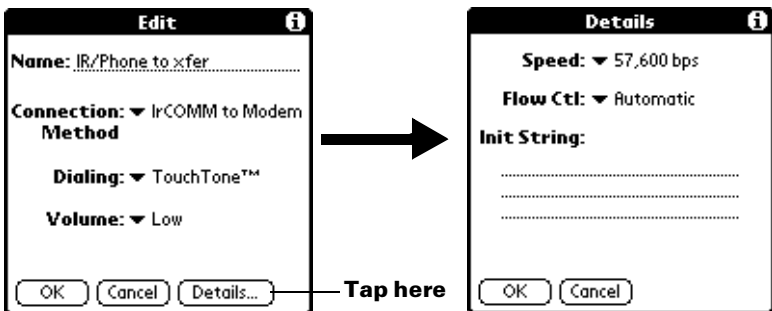 Edit
Name: IR/Phone to xfer
Connection: IrCOMM to Modem
Method
Dialing: TouchTone™
Volume: Low
OK Cancel Details...
Tap here
Details
Speed: 57,600 bps
Flow Ctl: Automatic
Init String:
OK Cancel